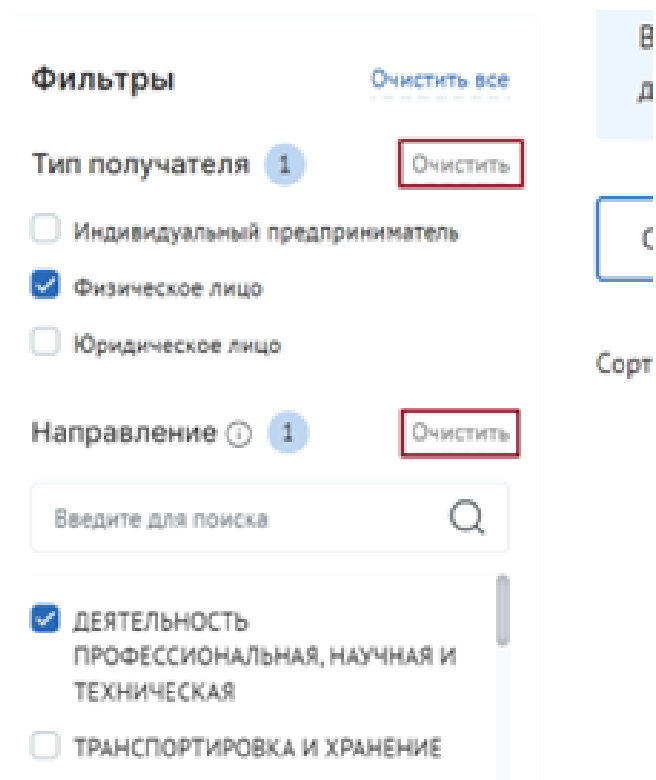 Фильтры
Очистить все
Тип получателя 1
Очистить
Индивидуальный предприниматель
Физическое лицо
Юридическое лицо
Направление 1
Очистить
Введите для поиска
ДЕЯТЕЛЬНОСТЬ
ПРОФЕССИОНАЛЬНАЯ, НАУЧНАЯ И
ТЕХНИЧЕСКАЯ
ТРАНСПОРТИРОВКА И ХРАНЕНИЕ
Сорт